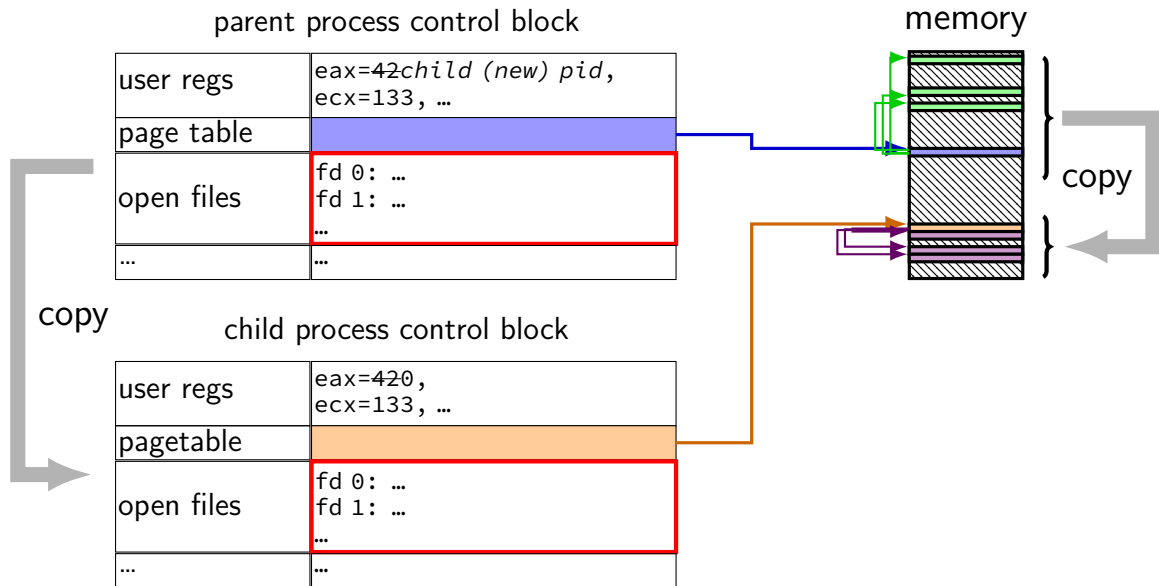 parent process control block
memory
user regs
eax=42child (new) pid,
ecx=133, …
page table
open files
fd 0: …
fd 1: …
…
…
…
copy
copy
child process control block
user regs
eax=420,
ecx=133, …
pagetable
open files
fd 0: …
fd 1: …
…
…
…